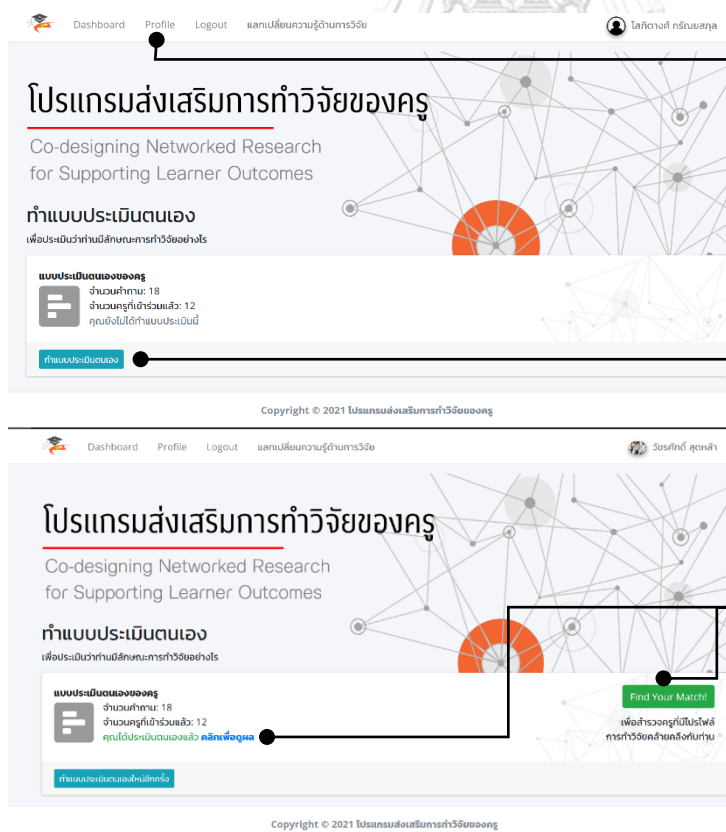 Dashboard Profile Logout แลกเปลี่ยนความรู้ด้านการวิจัย โสภิตางศ์ กรัณยสกุล
โปรแกรมส่งเสริมการทำวิจัยของครู
Co-designing Networked Research
for Supporting Learner Outcomes
ทำแบบประเมินตนเอง
เพื่อประเมินว่าท่านมีลักษณะการทำวิจัยอย่างไร
แบบประเมินตนเองของครู
จำนวนคำถาม: 18
จำนวนครูที่เข้าร่วมแล้ว: 12
คุณยังไม่ได้ทำแบบประเมินนี้
ทำแบบประเมินตนเอง
Copyright © 2021 โปรแกรมส่งเสริมการทำวิจัยของครู
Dashboard Profile Logout แลกเปลี่ยนความรู้ด้านการวิจัย วัชรศักดิ์ สุดหล้า
โปรแกรมส่งเสริมการทำวิจัยของครู
Co-designing Networked Research
for Supporting Learner Outcomes
ทำแบบประเมินตนเอง
เพื่อประเมินว่าท่านมีลักษณะการทำวิจัยอย่างไร
แบบประเมินตนเองของครู
จำนวนคำถาม: 18
จำนวนครูที่เข้าร่วมแล้ว: 12
คุณได้ประเมินตนเองแล้ว คลิกเพื่อดูผล
Find Your Match!
เพื่อสำรวจครูที่มีโปรไฟล์
การทำวิจัยคล้ายคลึงกับท่าน
ทำแบบประเมินตนเองใหม่อีกครั้ง
Copyright © 2021 โปรแกรมส่งเสริมการทำวิจัยของครู